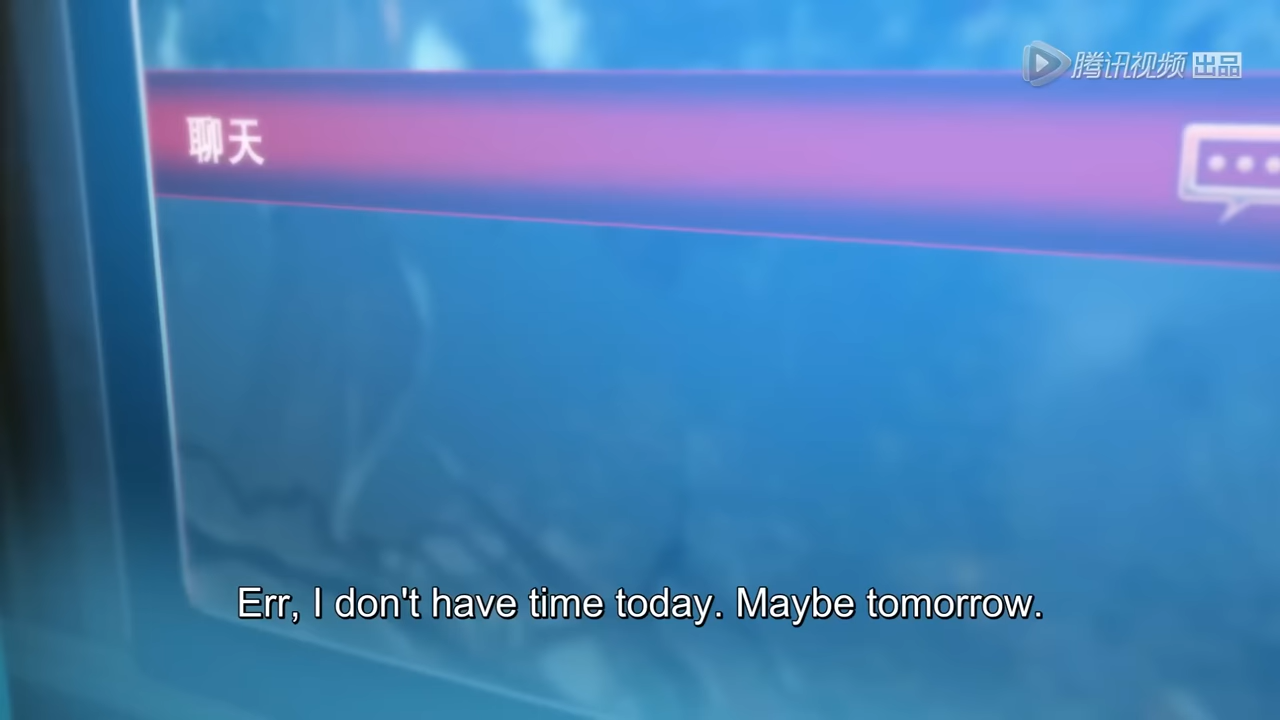 腾讯视频 出品
聊天
Err, I don't have time today. Maybe tomorrow.